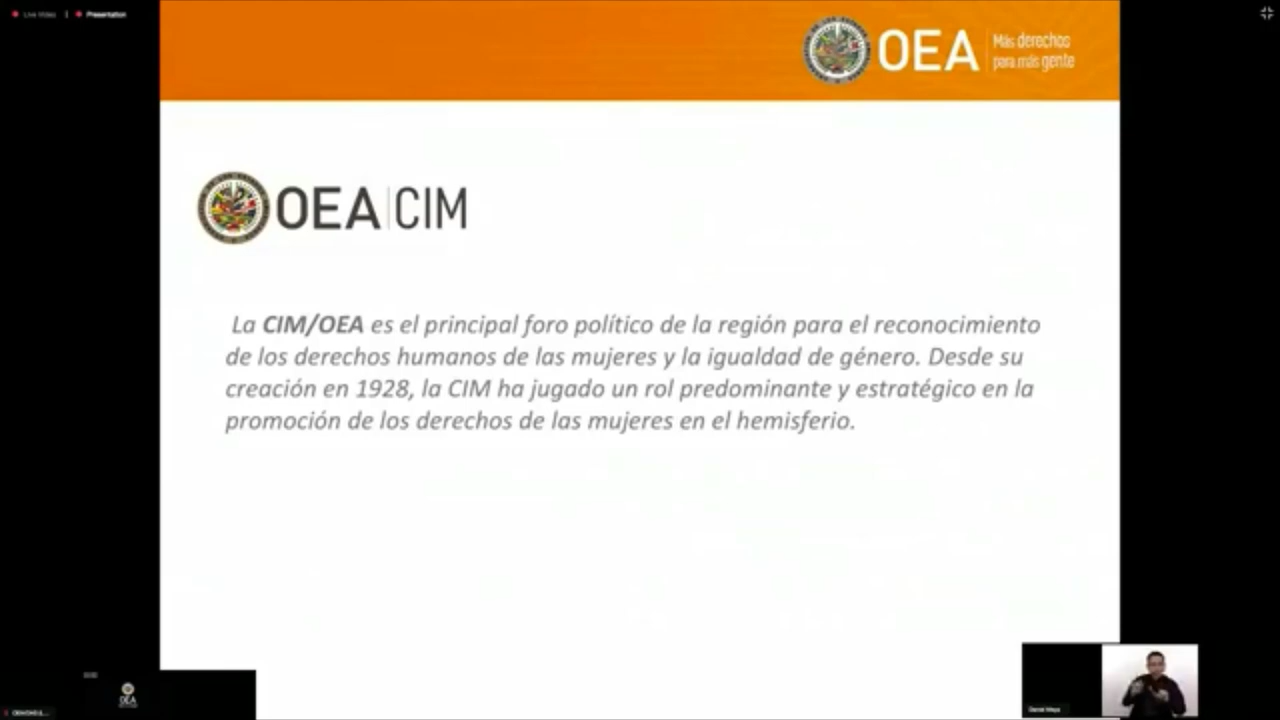 Live Video | Presentation
OEA
Más derechos
para más gente
OEA CIM
La CIM/OEA es el principal foro político de la región para el reconocimiento
de los derechos humanos de las mujeres y la igualdad de género. Desde su
creación en 1928, la CIM ha jugado un rol predominante y estratégico en la
promoción de los derechos de las mujeres en el hemisferio.
OEA
Daniel Maya